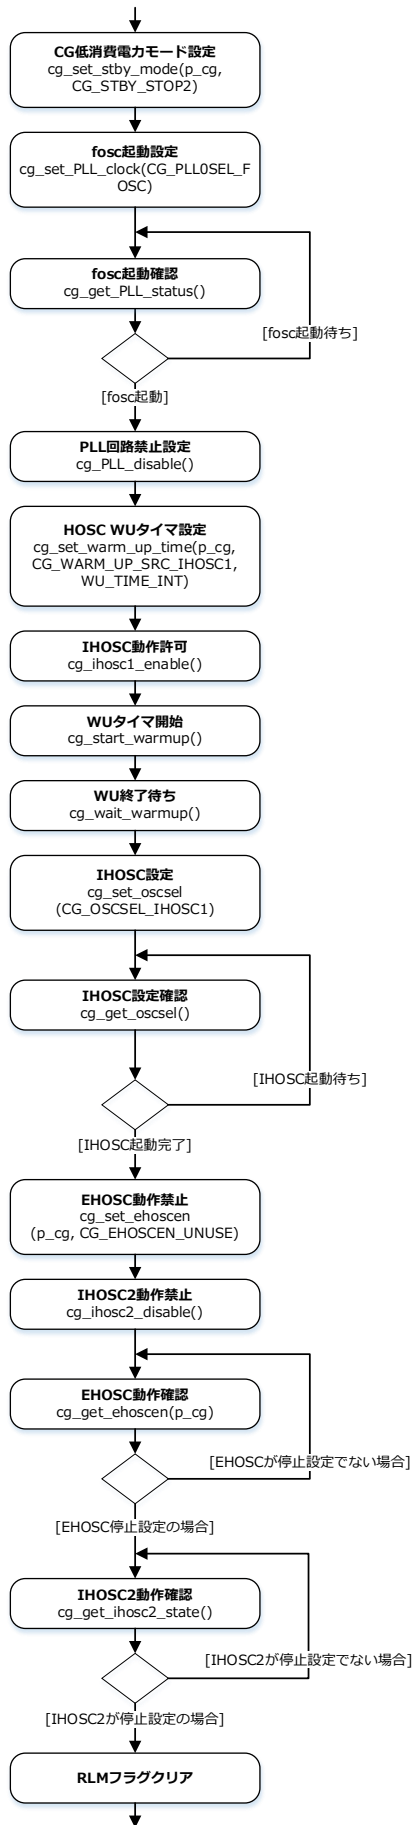 CG低消費電力モード設定
cg_set_stby_mode(p_cg,
CG_STBY_STOP2)
fosc起動設定
cg_set_PLL_clock(CG_PLL0SEL_F
OSC)
fosc起動確認
cg_get_PLL_status()
[fosc起動待ち]
[fosc起動]
PLL回路禁止設定
cg_PLL_disable()
HOSC WUタイマ設定
cg_set_warm_up_time(p_cg,
CG_WARM_UP_SRC_IHOSC1,
WU_TIME_INT)
IHOSC動作許可
cg_ihosc1_enable()
WUタイマ開始
cg_start_warmup()
WU終了待ち
cg_wait_warmup()
IHOSC設定
cg_set_oscsel
(CG_OSCSEL_IHOSC1)
IHOSC設定確認
cg_get_oscsel()
[IHOSC起動待ち]
[IHOSC起動完了]
EHOSC動作禁止
cg_set_ehoscen
(p_cg, CG_EHOSCEN_UNUSE)
IHOSC2動作禁止
cg_ihosc2_disable()
EHOSC動作確認
cg_get_ehoscen(p_cg)
[EHOSCが停止設定でない場合]
[EHOSC停止設定の場合]
IHOSC2動作確認
cg_get_ihosc2_state()
[IHOSC2が停止設定でない場合]
[IHOSC2が停止設定の場合]
RLMフラグクリア